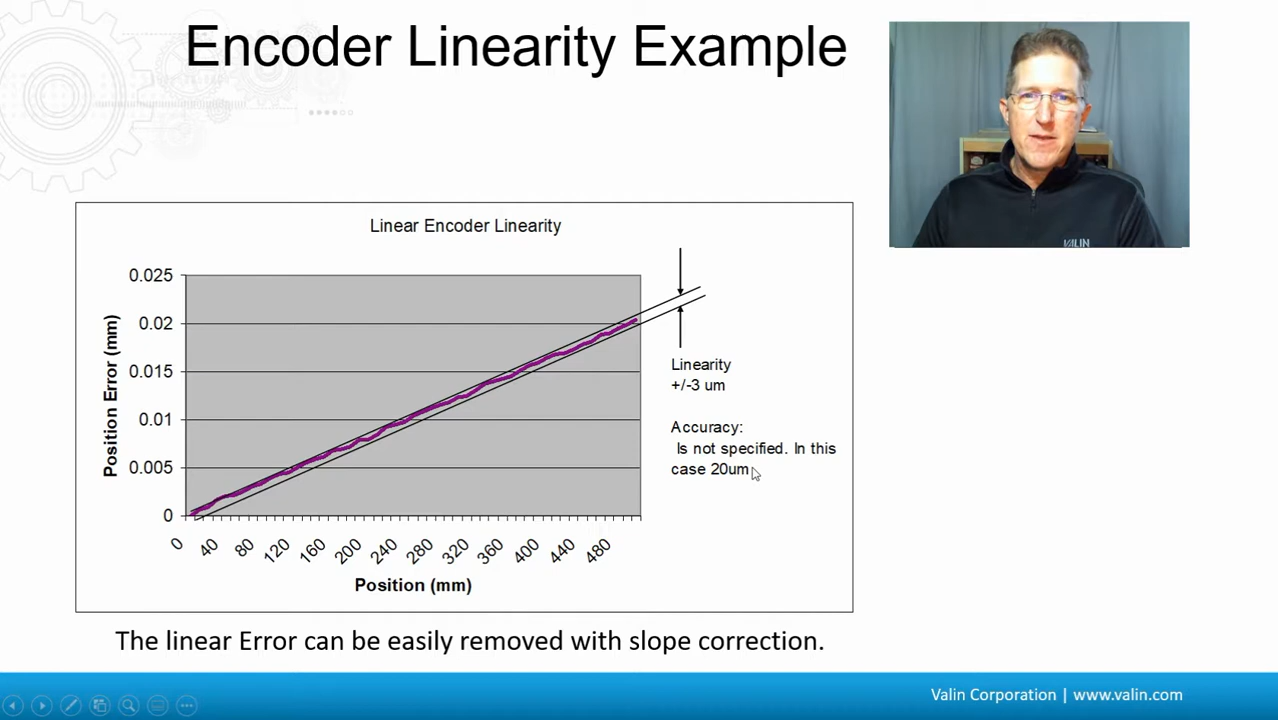 Encoder Linearity Example
VALIN
Linear Encoder Linearity
0.025
0.02
0.015
0.01
0.005
0
Position Error (mm)
0
40
80
120
160
200
240
280
320
360
400
440
480
Position (mm)
Linearity
+/-3 um
Accuracy:
Is not specified. In this
case 20um
The linear Error can be easily removed with slope correction.
Valin Corporation | www.valin.com